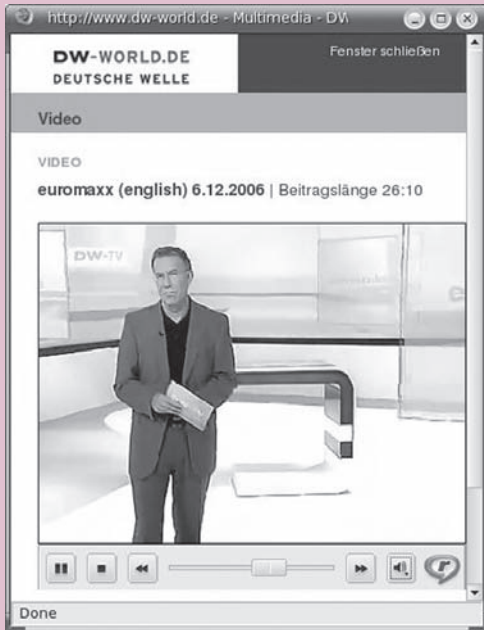 http://www.dw-world.de - Multimedia - DW
DW-WORLD.DE
DEUTSCHE WELLE
Fenster schließen
Video
VIDEO
euromaxx (english) 6.12.2006 | Beitragslänge 26:10
DW-TV
Done